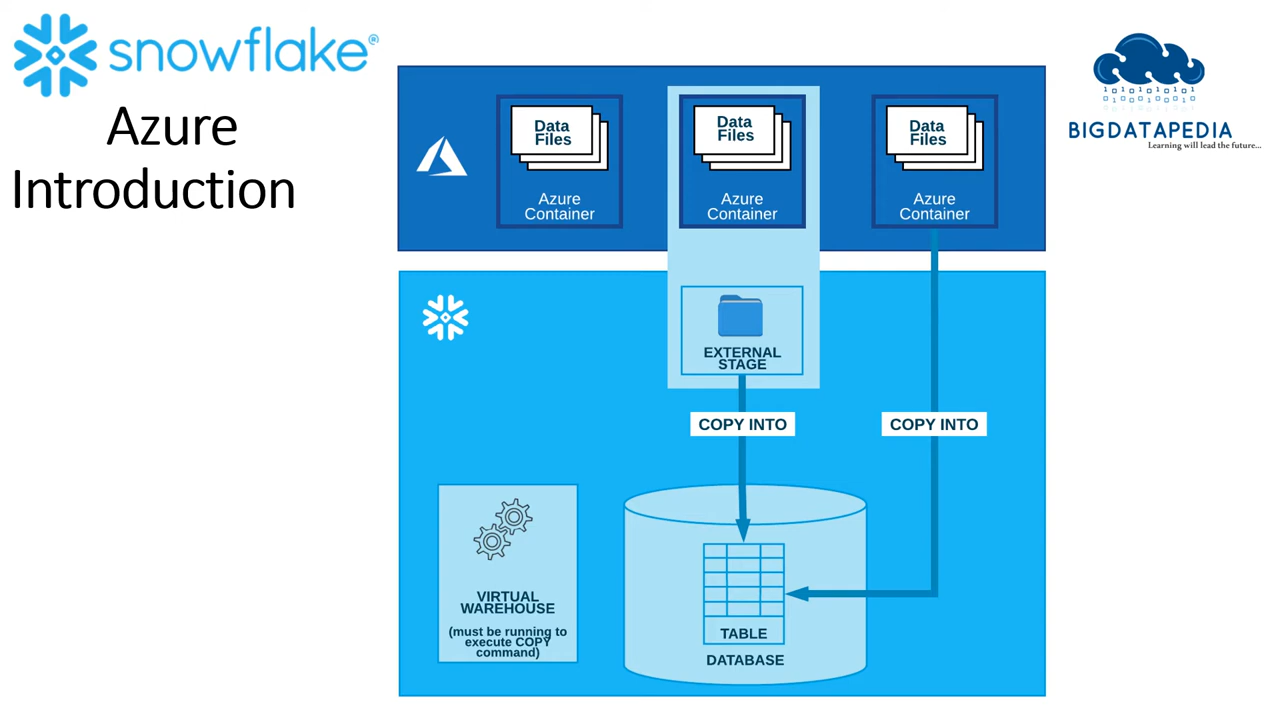 snowflake®
Azure
Introduction
BIGDATAPEDIA
Learning will lead the future...
Data
Files
Azure
Container
Data
Files
Azure
Container
Data
Files
Azure
Container
EXTERNAL
STAGE
COPY INTO
COPY INTO
VIRTUAL
WAREHOUSE
(must be running to
execute COPY
command)
TABLE
DATABASE